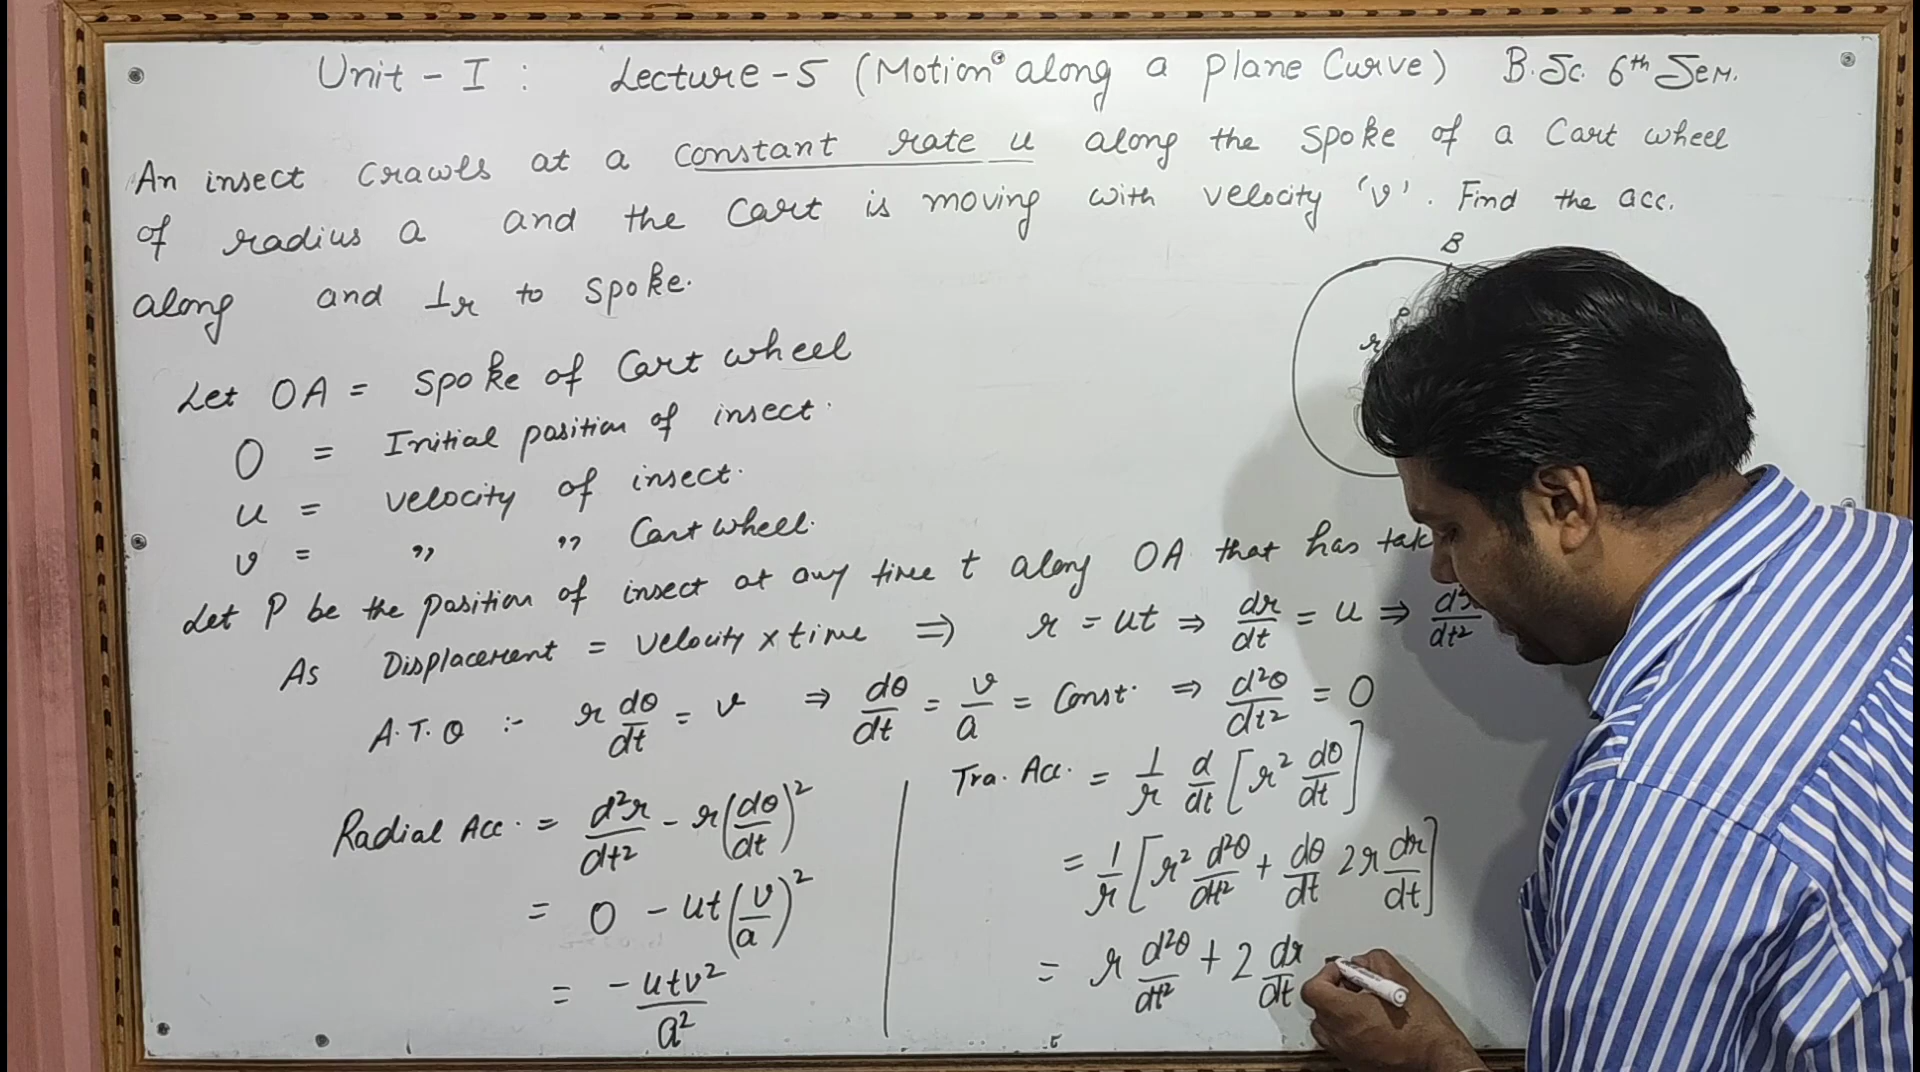 Unit - I : Lecture - 5 (Motion along a plane Curve) B.Sc. 6th Sem.
An insect crawls at a constant rate u along the spoke of a Cart wheel
of radius a and the Cart is moving with velocity 'v'. Find the acc.
along and ⊥r to spoke.
B
P
r
Let OA = spoke of Cart wheel
O = Initial position of insect.
u = velocity of insect.
v = ,, ,, Cart wheel.
Let P be the position of insect at any time t along OA that has
As Displacement = velocity × time ⇒ r = ut ⇒ dr/dt = u ⇒
A.T.Q :- r dθ/dt = v ⇒ dθ/dt = v/a = Const. ⇒ d²θ/dt² = 0
Radial Acc. = d²r/dt² - r(dθ/dt)²
= 0 - ut(v/a)²
= -utv²/a²
Tra. Acc. = 1/r d/dt [r² dθ/dt]
= 1/r [r² d²θ/dt² + dθ/dt 2r dr/dt]
= r d²θ/dt² + 2 dr/dt